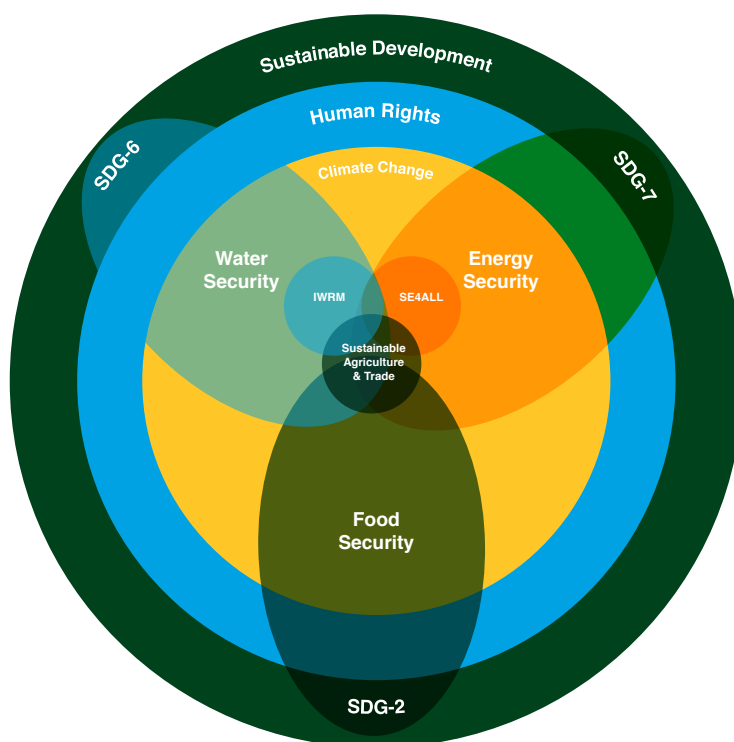 Sustainable Development
Human Rights
Climate Change
SDG-6
SDG-7
Water
Security
Energy
Security
IWRM
SE4ALL
Sustainable
Agriculture
& Trade
Food
Security
SDG-2